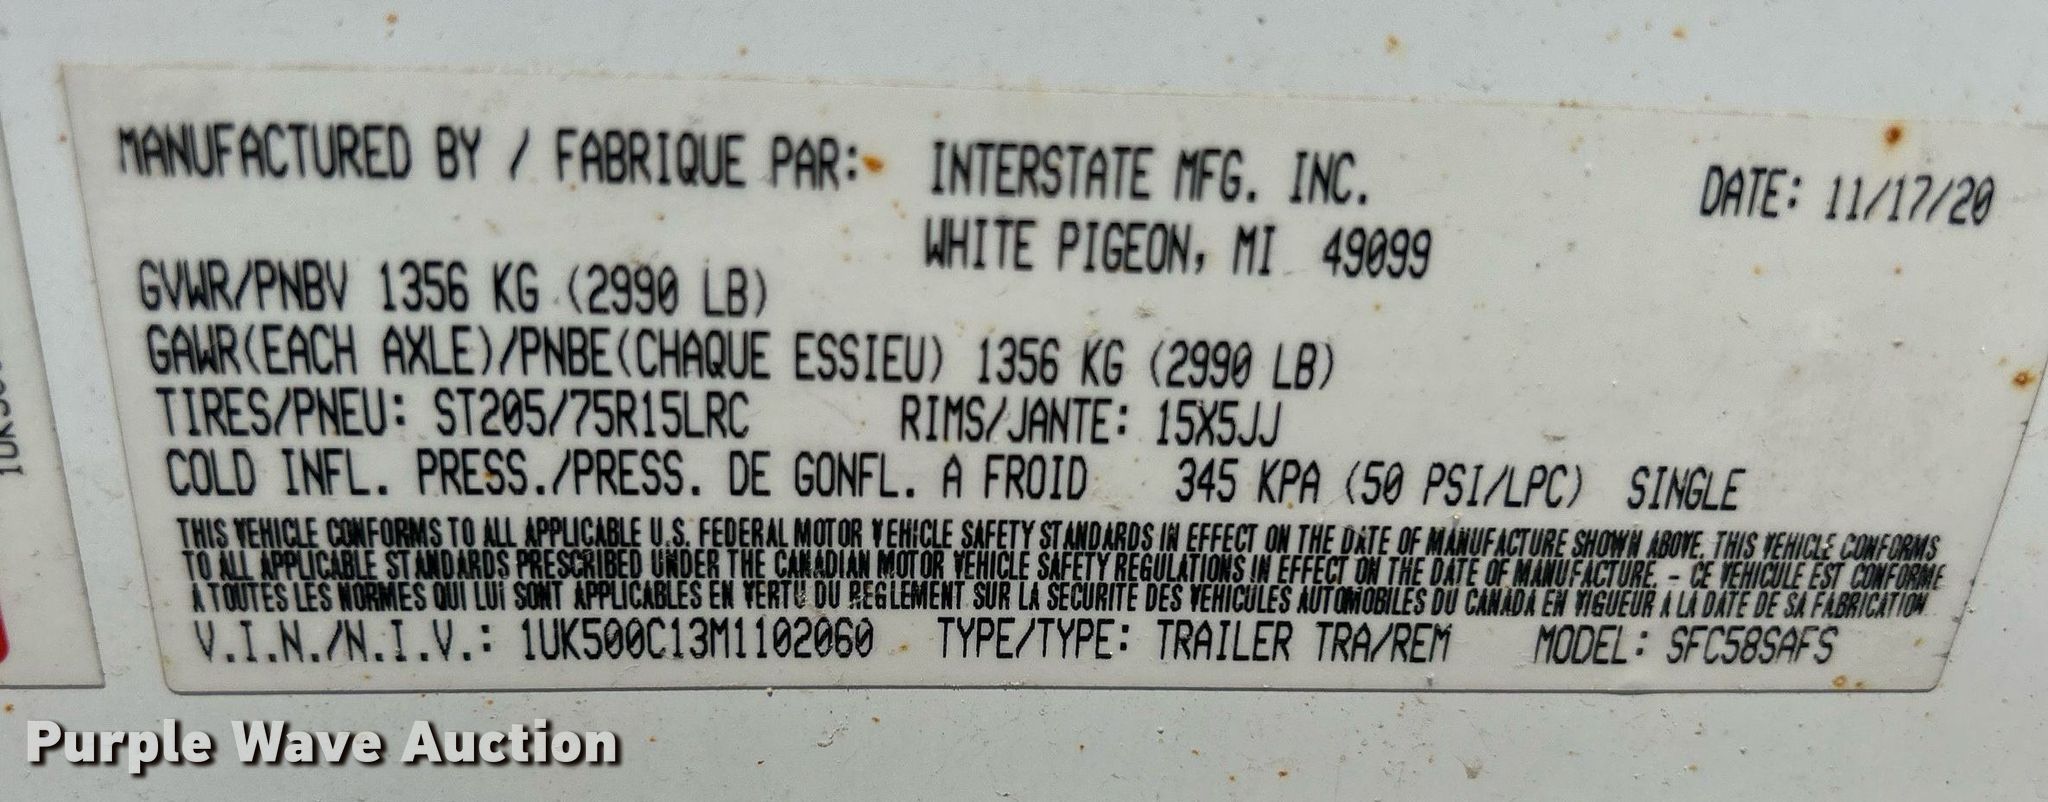 MANUFACTURED BY / FABRIQUE PAR: INTERSTATE MFG. INC. DATE: 11/17/20
WHITE PIGEON, MI 49099
GVWR/PNBV 1356 KG (2990 LB)
GAWR(EACH AXLE)/PNBE(CHAQUE ESSIEU) 1356 KG (2990 LB)
TIRES/PNEU: ST205/75R15LRC RIMS/JANTE: 15X5JJ
COLD INFL. PRESS./PRESS. DE GONFL. A FROID 345 KPA (50 PSI/LPC) SINGLE
THIS VEHICLE CONFORMS TO ALL APPLICABLE U.S. FEDERAL MOTOR VEHICLE SAFETY STANDARDS IN EFFECT ON THE DATE OF MANUFACTURE SHOWN ABOVE. THIS VEHICLE CONFORMS
TO ALL APPLICABLE STANDARDS PRESCRIBED UNDER THE CANADIAN MOTOR VEHICLE SAFETY REGULATIONS IN EFFECT ON THE DATE OF MANUFACTURE. - CE VEHICULE EST CONFORME
A TOUTES LES NORMES QUI LUI SONT APPLICABLES EN VERTU DU REGLEMENT SUR LA SECURITE DES VEHICULES AUTOMOBILES DU CANADA EN VIGUEUR A LA DATE DE SA FABRICATION
V.I.N./N.I.V.: 1UK500C13M1102060 TYPE/TYPE: TRAILER TRA/REM MODEL: SFC58SAFS
Purple Wave Auction